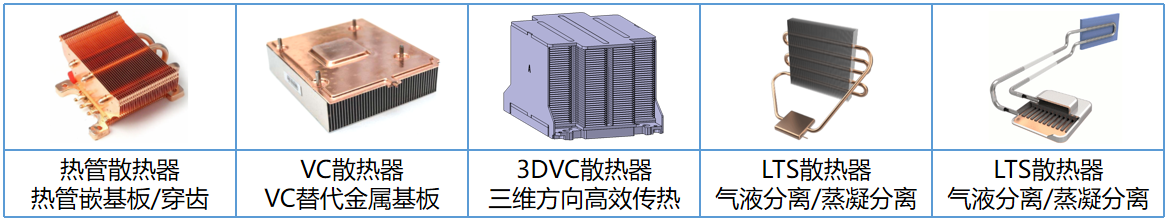 热管散热器
热管嵌基板/穿齿
VC散热器
VC替代金属基板
3DVC散热器
三维方向高效传热
LTS散热器
气液分离/蒸凝分离
LTS散热器
气液分离/蒸凝分离